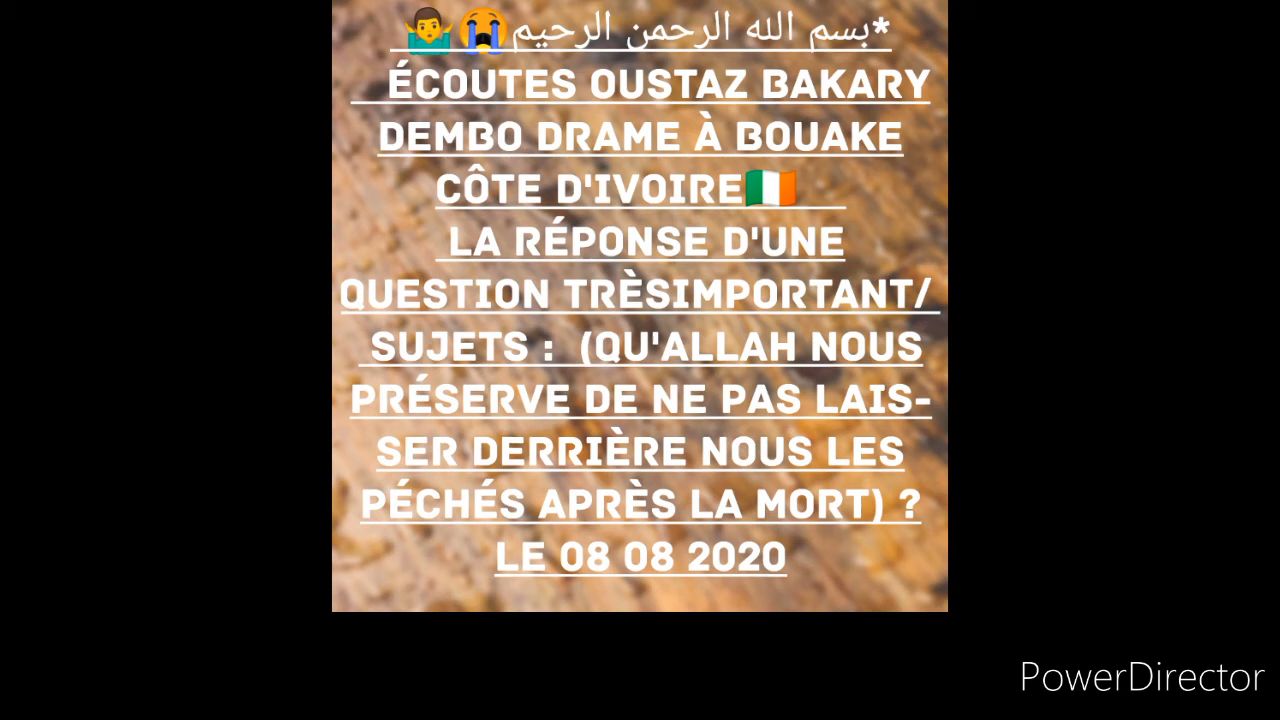 *بسم الله الرحمن الرحيم😭🤷‍♂️
ÉCOUTES OUSTAZ BAKARY
DEMBO DRAME À BOUAKE
CÔTE D'IVOIRE🇮🇪
LA RÉPONSE D'UNE
QUESTION TRÈSIMPORTANT/
SUJETS : (QU'ALLAH NOUS
PRÉSERVE DE NE PAS LAIS-
SER DERRIÈRE NOUS LES
PÉCHÉS APRÈS LA MORT) ?
LE 08 08 2020
PowerDirector